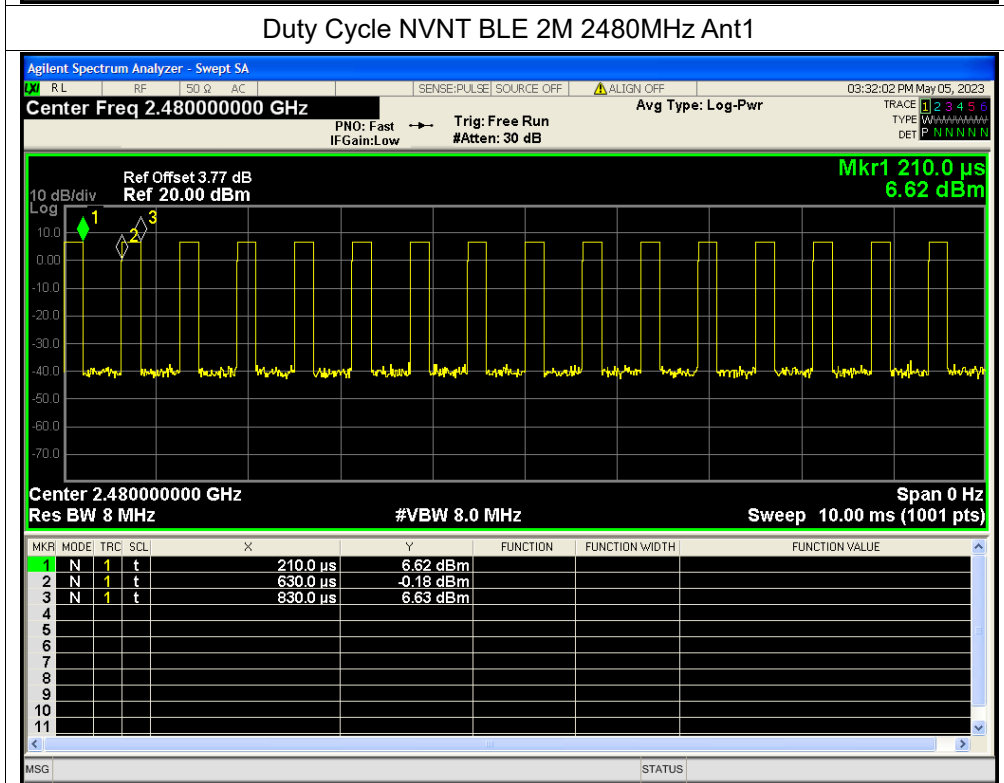 Duty Cycle NVNT BLE 2M 2480MHz Ant1
Agilent Spectrum Analyzer - Swept SA
LXI RL RF 50 Ω AC SENSE:PULSE SOURCE OFF ⚠ ALIGN OFF 03:32:02 PM May 05, 2023
Center Freq 2.480000000 GHz Avg Type: Log-Pwr TRACE 1 2 3 4 5 6
PNO: Fast Trig: Free Run TYPE WWWWWW
IFGain:Low #Atten: 30 dB DET P N N N N N
Mkr1 210.0 µs
6.62 dBm
Ref Offset 3.77 dB
10 dB/div Ref 20.00 dBm
Log
1 2 3
10.0
0.00
-10.0
-20.0
-30.0
-40.0
-50.0
-60.0
-70.0
Center 2.480000000 GHz Span 0 Hz
Res BW 8 MHz #VBW 8.0 MHz Sweep 10.00 ms (1001 pts)
MKR MODE TRC SCL X Y FUNCTION FUNCTION WIDTH FUNCTION VALUE
1 N 1 t 210.0 µs 6.62 dBm
2 N 1 t 630.0 µs -0.18 dBm
3 N 1 t 830.0 µs 6.63 dBm
4
5
6
7
8
9
10
11
MSG STATUS